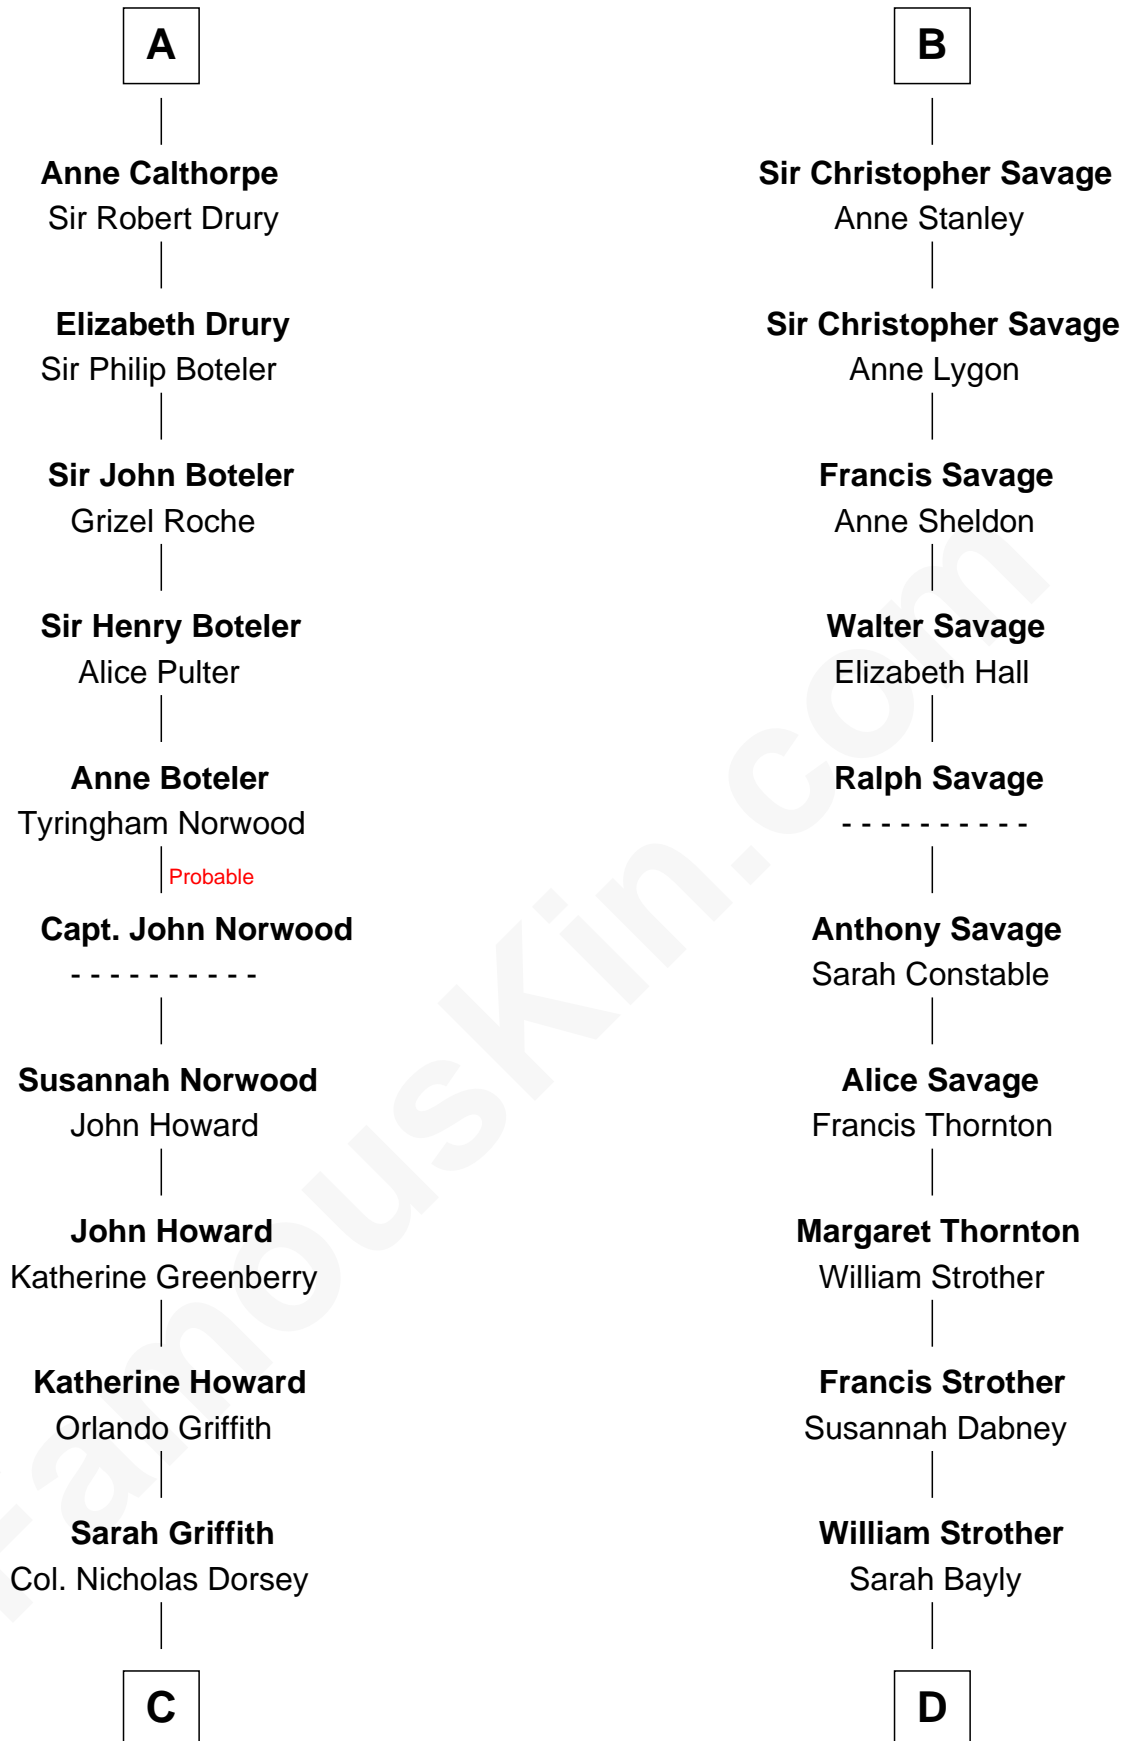 A
Anne Calthorpe
Sir Robert Drury
Elizabeth Drury
Sir Philip Boteler
Sir John Boteler
Grizel Roche
Sir Henry Boteler
Alice Pulter
Anne Boteler
Tyringham Norwood
Probable
Capt. John Norwood
- - - - - - - - - -
Susannah Norwood
John Howard
John Howard
Katherine Greenberry
Katherine Howard
Orlando Griffith
Sarah Griffith
Col. Nicholas Dorsey
C
B
Sir Christopher Savage
Anne Stanley
Sir Christopher Savage
Anne Lygon
Francis Savage
Anne Sheldon
Walter Savage
Elizabeth Hall
Ralph Savage
- - - - - - - - - -
Anthony Savage
Sarah Constable
Alice Savage
Francis Thornton
Margaret Thornton
William Strother
Francis Strother
Susannah Dabney
William Strother
Sarah Bayly
D
FamousKin.com